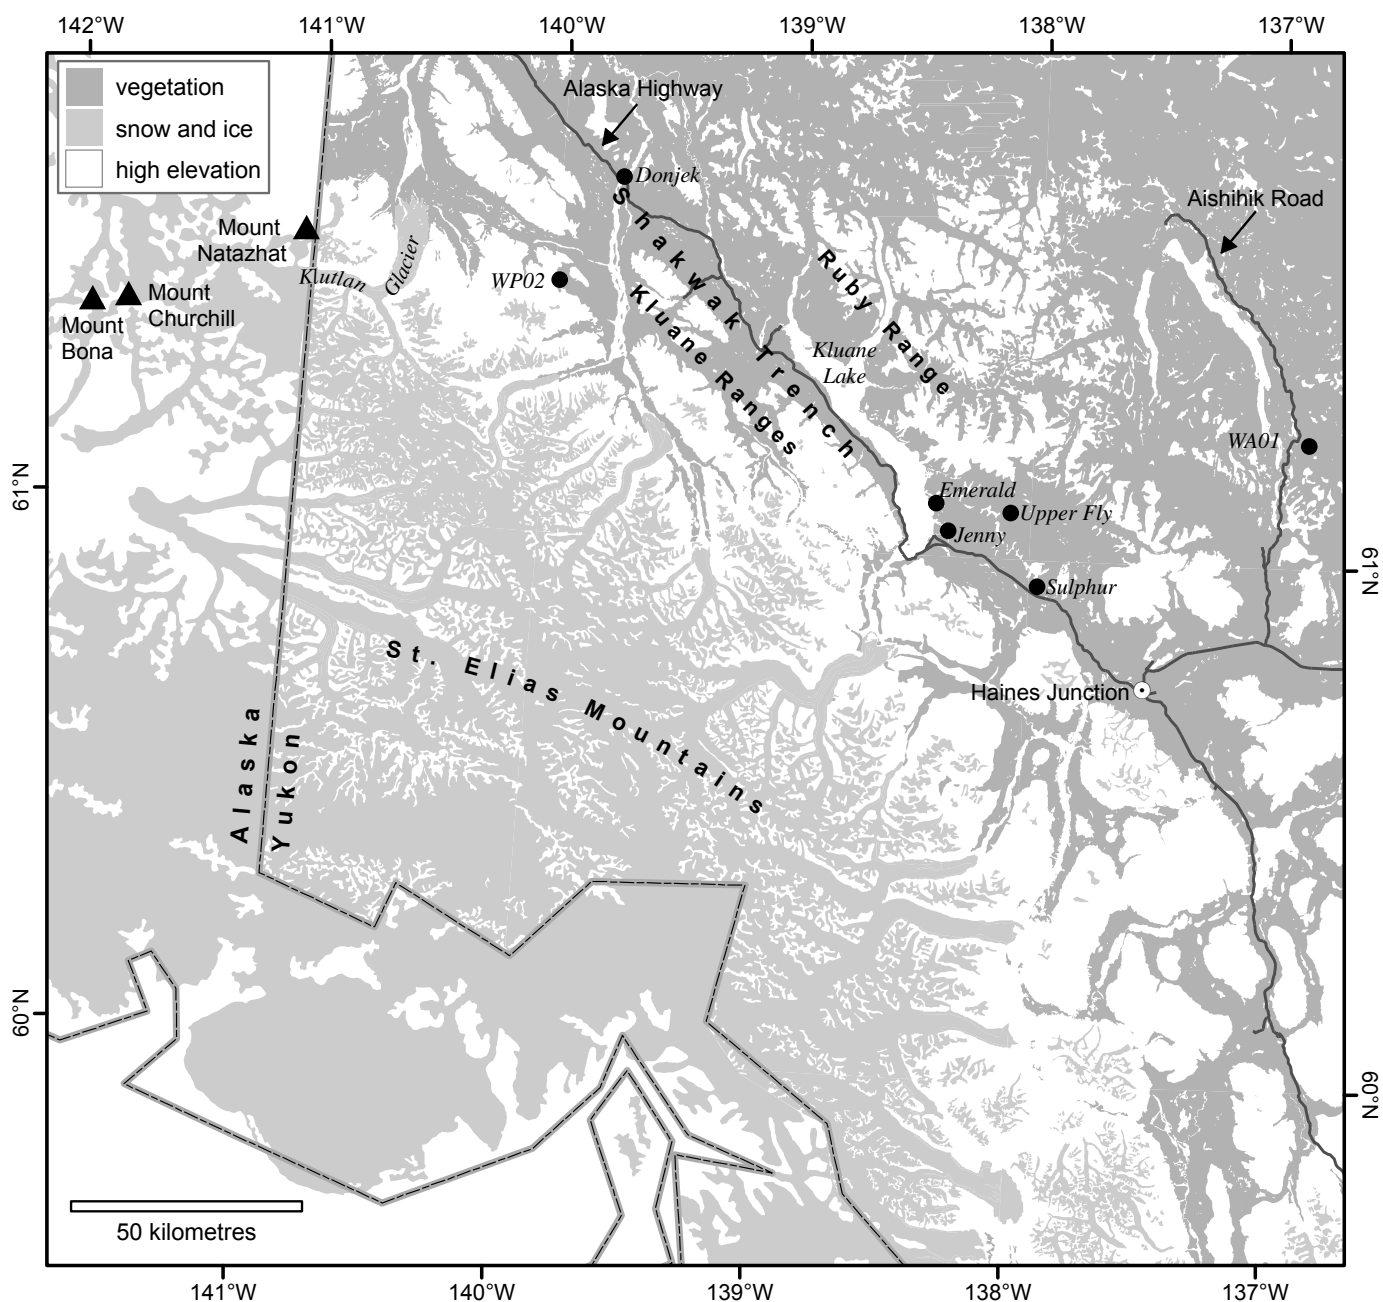 142°W
141°W
140°W
139°W
138°W
137°W
vegetation
snow and ice
high elevation
Alaska Highway
Donjek
Aishihik Road
Mount
Natazhat
Klutlan
Glacier
WP02
Shakwak Trench
Ruby Range
Kluane Ranges
Mount
Churchill
Mount
Bona
Kluane
Lake
WA01
61°N
Emerald
Upper Fly
Jenny
61°N
Sulphur
St. Elias Mountains
Haines Junction
Alaska
Yukon
60°N
60°N
50 kilometres
141°W
140°W
139°W
138°W
137°W